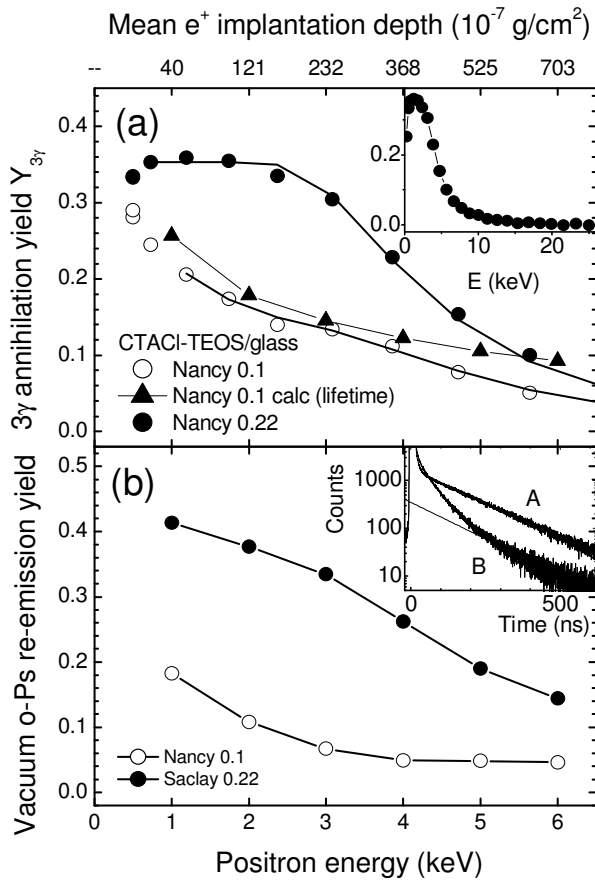 Mean e⁺ implantation depth (10⁻⁷ g/cm²)
-- 40 121 232 368 525 703
(a)
3γ annihilation yield Y₃γ
0.4
0.3
0.2
0.1
0.0
0.2
0.0
0 10 20
E (keV)
CTACl-TEOS/glass
Nancy 0.1
Nancy 0.1 calc (lifetime)
Nancy 0.22
(b)
Vacuum o-Ps re-emission yield
0.5
0.4
0.3
0.2
0.1
0.0
Counts
1000
100
10
A
B
0 500
Time (ns)
Nancy 0.1
Saclay 0.22
0 1 2 3 4 5 6
Positron energy (keV)